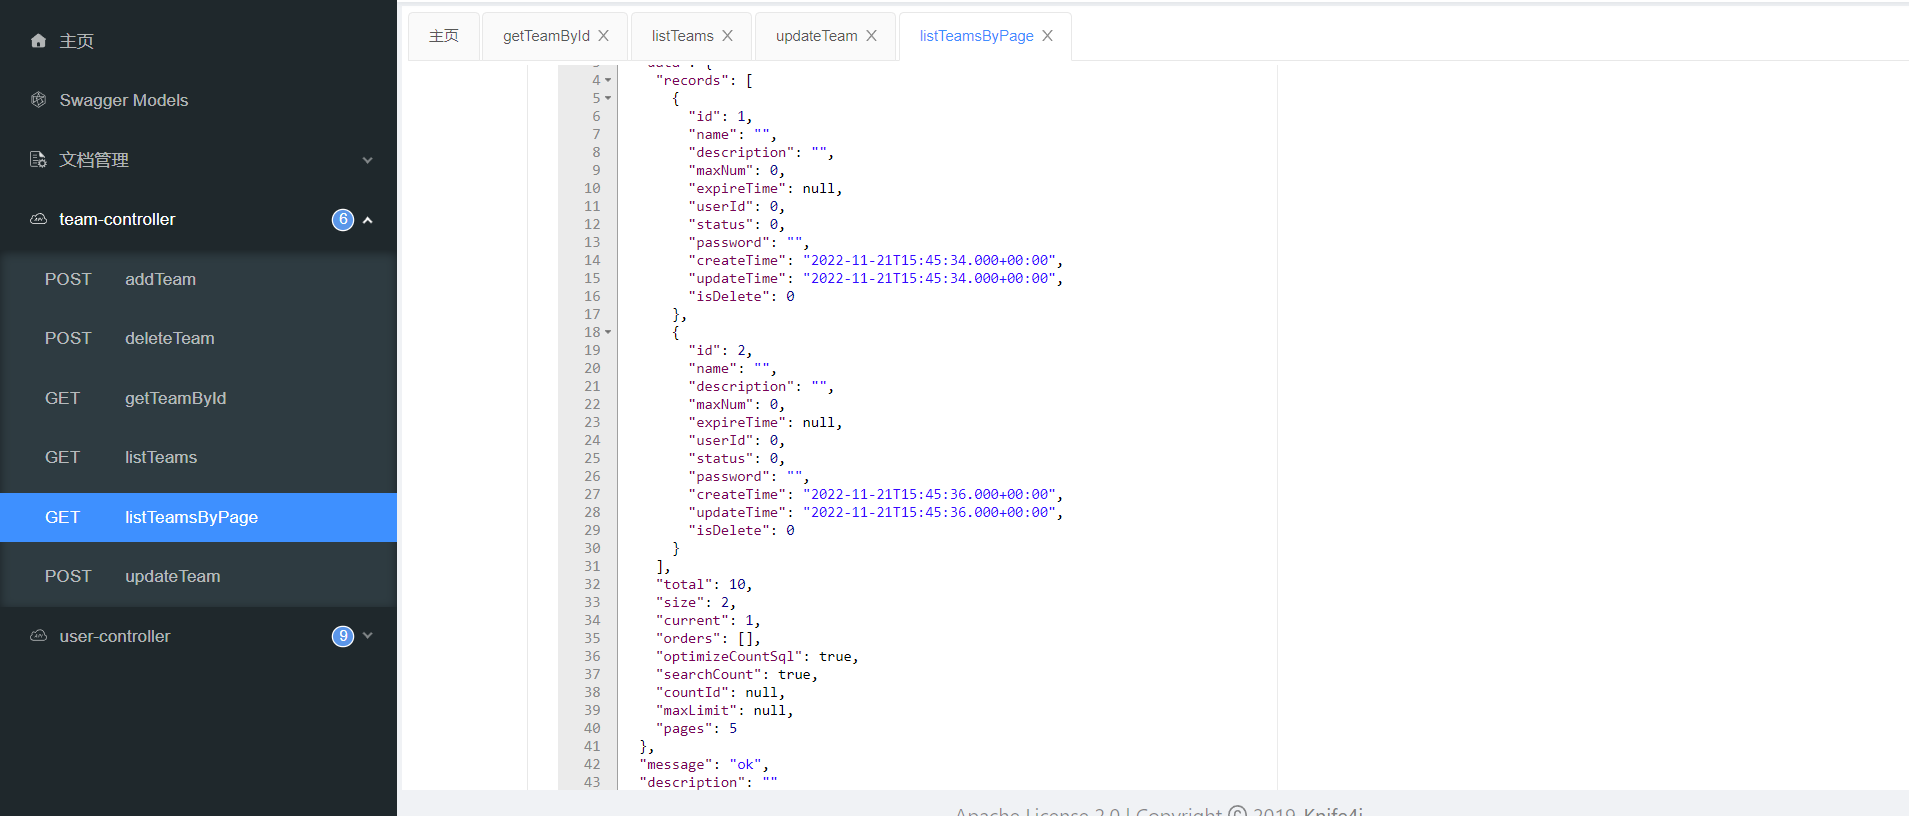 主页
Swagger Models
文档管理
team-controller 6
POST addTeam
POST deleteTeam
GET getTeamById
GET listTeams
GET listTeamsByPage
POST updateTeam
user-controller 9
主页 getTeamById listTeams updateTeam listTeamsByPage
3 "data": {
4 "records": [
5 {
6 "id": 1,
7 "name": "",
8 "description": "",
9 "maxNum": 0,
10 "expireTime": null,
11 "userId": 0,
12 "status": 0,
13 "password": "",
14 "createTime": "2022-11-21T15:45:34.000+00:00",
15 "updateTime": "2022-11-21T15:45:34.000+00:00",
16 "isDelete": 0
17 },
18 {
19 "id": 2,
20 "name": "",
21 "description": "",
22 "maxNum": 0,
23 "expireTime": null,
24 "userId": 0,
25 "status": 0,
26 "password": "",
27 "createTime": "2022-11-21T15:45:36.000+00:00",
28 "updateTime": "2022-11-21T15:45:36.000+00:00",
29 "isDelete": 0
30 }
31 ],
32 "total": 10,
33 "size": 2,
34 "current": 1,
35 "orders": [],
36 "optimizeCountSql": true,
37 "searchCount": true,
38 "countId": null,
39 "maxLimit": null,
40 "pages": 5
41 },
42 "message": "ok",
43 "description": ""
Apache License 2.0 | Copyright © 2019-Knife4j